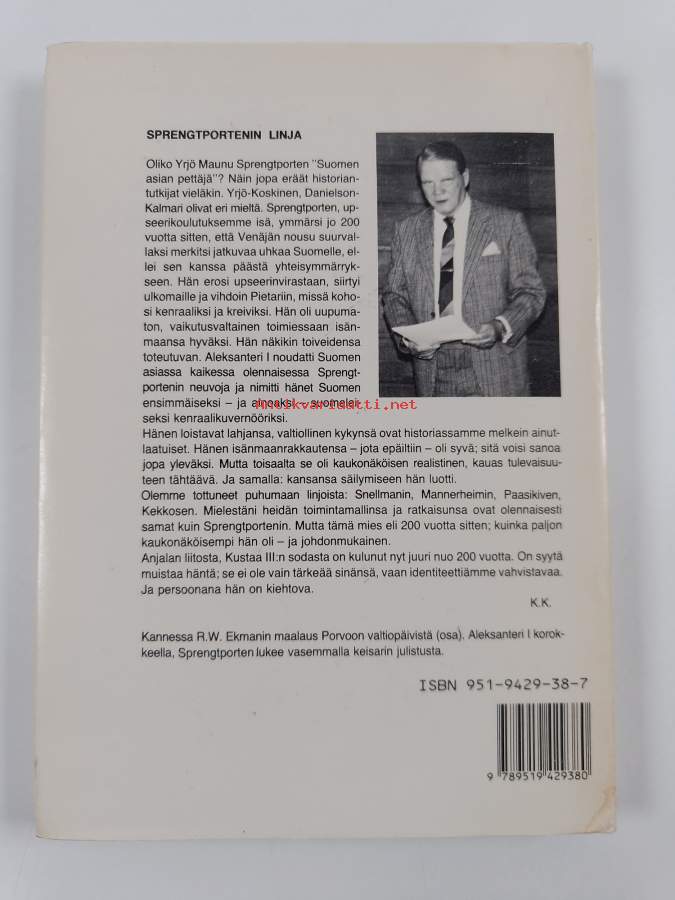 SPRENGTPORTENIN LINJA
Oliko Yrjö Maunu Sprengtporten "Suomen
asian pettäjä"? Näin jopa eräät historian-
tutkijat vieläkin. Yrjö-Koskinen, Danielson-
Kalmari olivat eri mieltä. Sprengtporten, up-
seerikoulutuksemme isä, ymmärsi jo 200
vuotta sitten, että Venäjän nousu suurval-
laksi merkitsi jatkuvaa uhkaa Suomelle, el-
lei sen kanssa päästä yhteisymmärryk-
seen. Hän erosi upseerinvirastaan, siirtyi
ulkomaille ja vihdoin Pietariin, missä koho-
si kenraaliksi ja kreiviksi. Hän oli uupuma-
ton, vaikutusvaltainen toimiessaan isän-
maansa hyväksi. Hän näkikin toiveidensa
toteutuvan. Aleksanteri I noudatti Suomen
asiassa kaikessa olennaisessa Sprengt-
portenin neuvoja ja nimitti hänet Suomen
ensimmäiseksi – ja ainoaksi – suomalai-
seksi kenraalikuvernööriksi.
Antikvariaatti.net
Hänen loistavat lahjansa, valtiollinen kykynsä ovat historiassamme melkein ainut-
laatuiset. Hänen isänmaanrakkautensa – jota epäiltiin – oli syvä; sitä voisi sanoa
jopa yleväksi. Mutta toisaalta se oli kaukonäköisen realistinen, kauas tulevaisuu-
teen tähtäävä. Ja samalla: kansansa säilymiseen hän luotti.
Olemme tottuneet puhumaan linjoista: Snellmanin, Mannerheimin, Paasikiven,
Kekkosen. Mielestäni heidän toimintamallinsa ja ratkaisunsa ovat olennaisesti
samat kuin Sprengtportenin. Mutta tämä mies eli 200 vuotta sitten; kuinka paljon
kaukonäköisempi hän oli – ja johdonmukainen.
Anjalan liitosta, Kustaa III:n sodasta on kulunut nyt juuri nuo 200 vuotta. On syytä
muistaa häntä; se ei ole vain tärkeää sinänsä, vaan identiteettiämme vahvistavaa.
Ja persoonana hän on kiehtova.
K.K.
Kannessa R.W. Ekmanin maalaus Porvoon valtiopäivistä (osa). Aleksanteri I korok-
keella, Sprengtporten lukee vasemmalla keisarin julistusta.
ISBN 951-9429-38-7
9 789519 429380